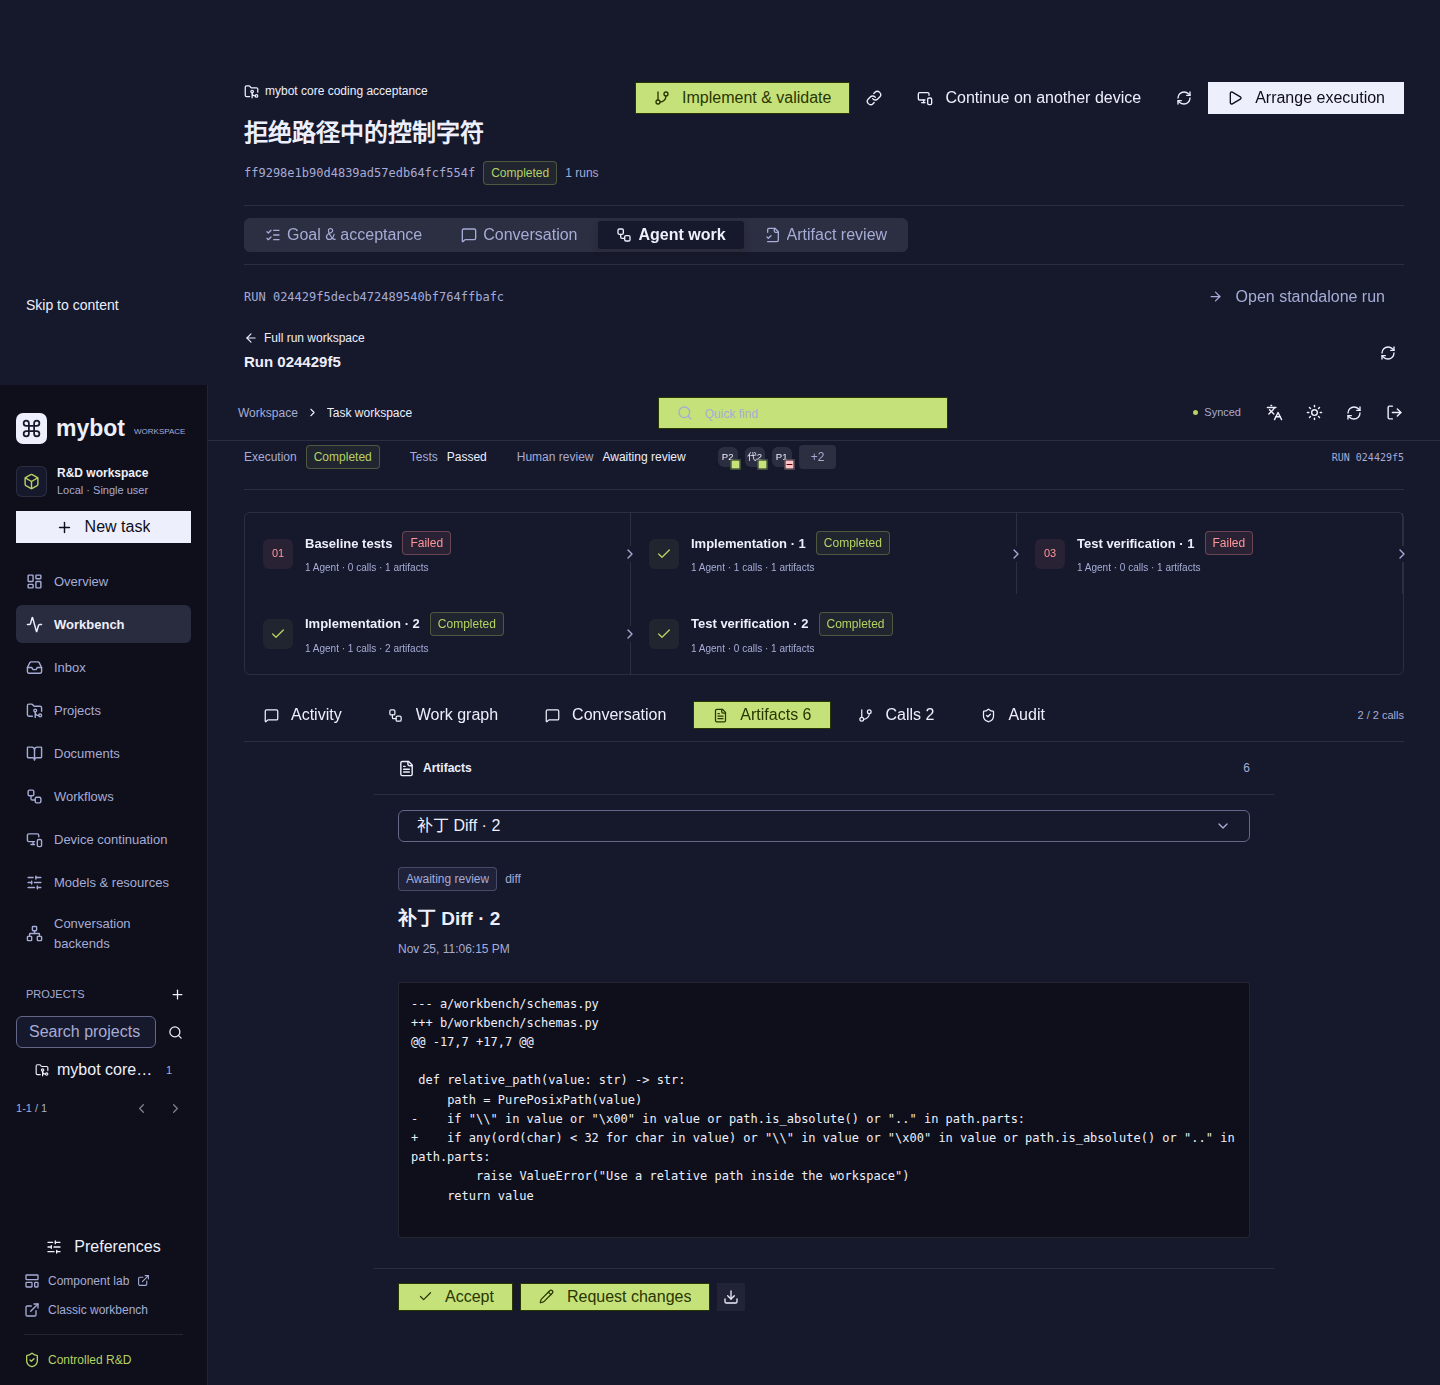 mybot core coding acceptance
Implement & validate
Continue on another device
Arrange execution
拒绝路径中的控制字符
ff9298e1b90d4839ad57edb64fcf554f Completed 1 runs
Goal & acceptance
Conversation
Agent work
Artifact review
Skip to content
RUN 024429f5decb472489540bf764ffbafc
Open standalone run
Full run workspace
Run 024429f5
mybot WORKSPACE
R&D workspace
Local · Single user
New task
Overview
Workbench
Inbox
Projects
Documents
Workflows
Device continuation
Models & resources
Conversation
backends
PROJECTS
Search projects
mybot core… 1
1-1 / 1
Preferences
Component lab
Classic workbench
Controlled R&D
Workspace > Task workspace
Quick find
Synced
Execution Completed
Tests Passed
Human review Awaiting review
P2
代2
P1
+2
RUN 024429f5
01
Baseline tests Failed
1 Agent · 0 calls · 1 artifacts
Implementation · 1 Completed
1 Agent · 1 calls · 1 artifacts
03
Test verification · 1 Failed
1 Agent · 0 calls · 1 artifacts
Implementation · 2 Completed
1 Agent · 1 calls · 2 artifacts
Test verification · 2 Completed
1 Agent · 0 calls · 1 artifacts
Activity
Work graph
Conversation
Artifacts 6
Calls 2
Audit
2 / 2 calls
Artifacts
6
补丁 Diff · 2
Awaiting review diff
补丁 Diff · 2
Nov 25, 11:06:15 PM
--- a/workbench/schemas.py
+++ b/workbench/schemas.py
@@ -17,7 +17,7 @@
def relative_path(value: str) -> str:
path = PurePosixPath(value)
- if "\\" in value or "\x00" in value or path.is_absolute() or ".." in path.parts:
+ if any(ord(char) < 32 for char in value) or "\\" in value or "\x00" in value or path.is_absolute() or ".." in
path.parts:
raise ValueError("Use a relative path inside the workspace")
return value
Accept
Request changes